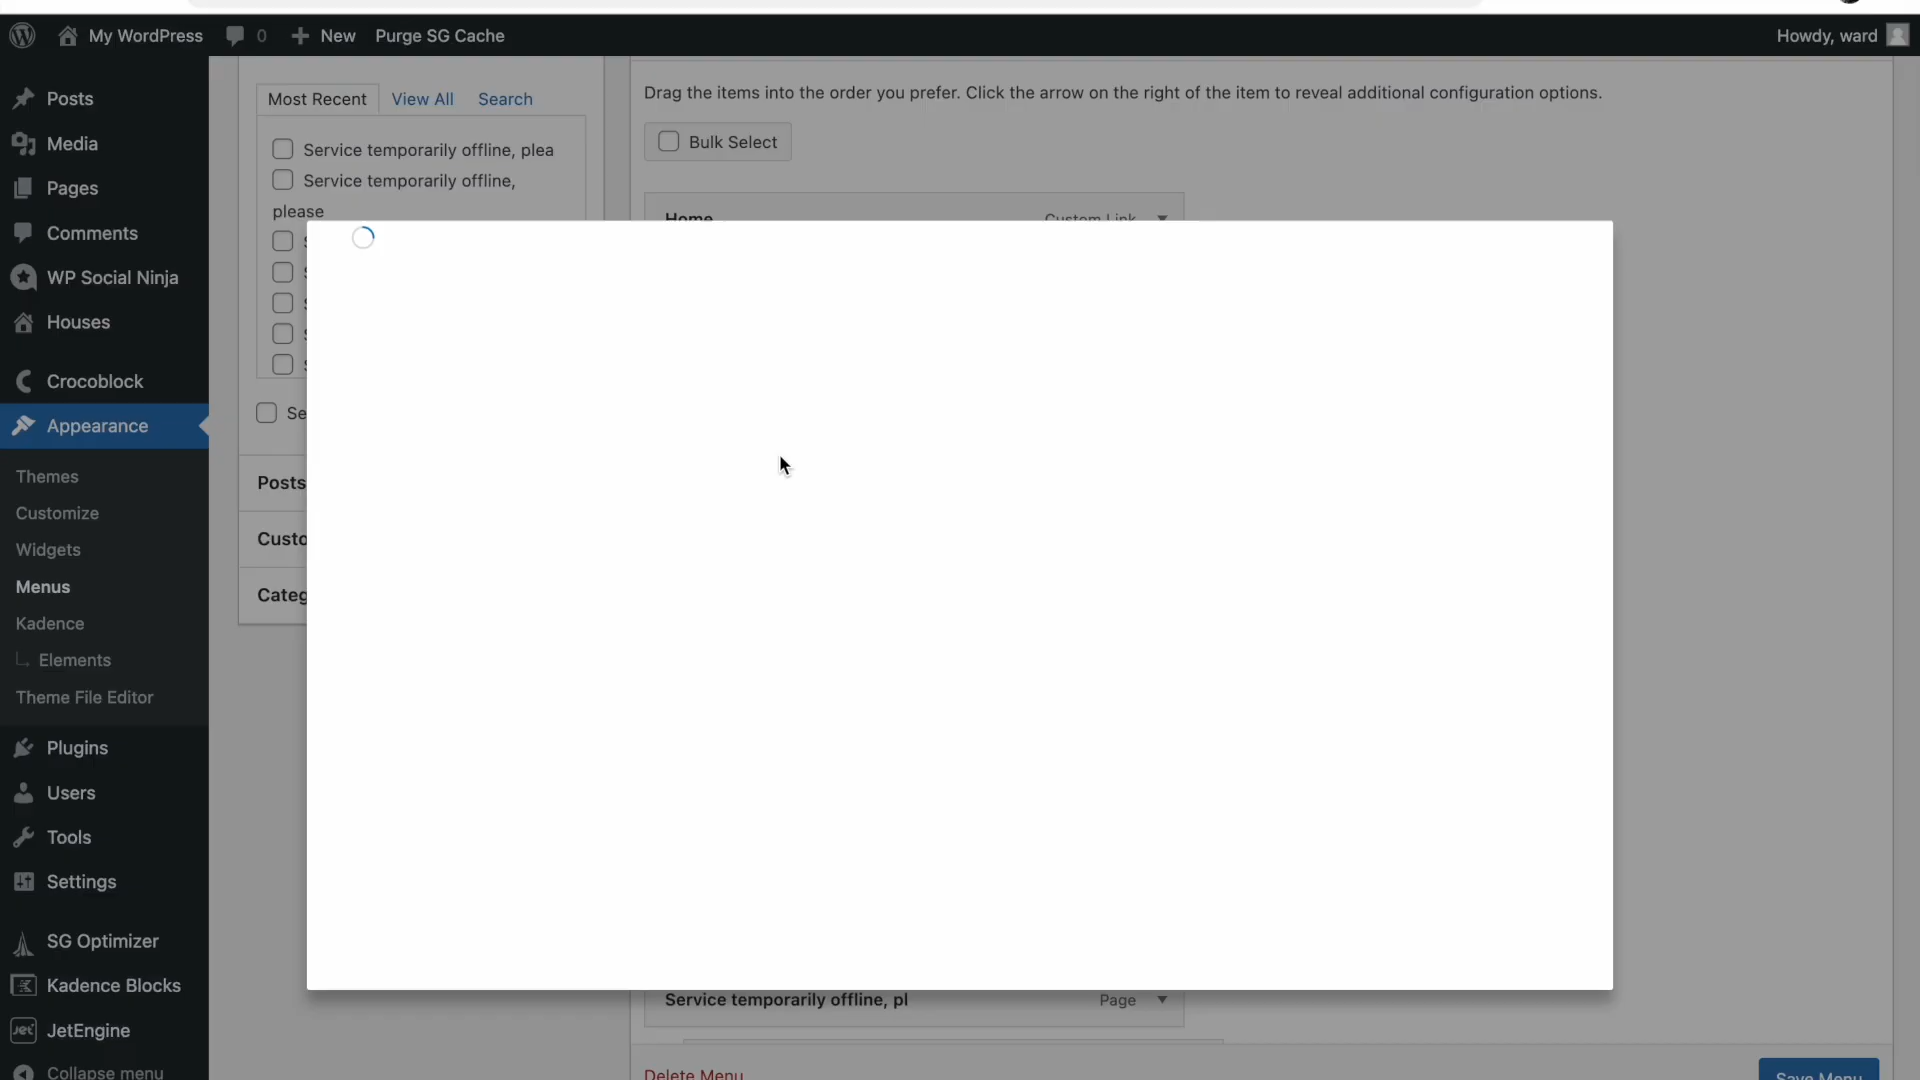 My WordPress
0
New
Purge SG Cache
Howdy, ward
Posts
Media
Pages
Comments
WP Social Ninja
Houses
Crocoblock
Appearance
Themes
Customize
Widgets
Menus
Kadence
Elements
Theme File Editor
Plugins
Users
Tools
Settings
SG Optimizer
Kadence Blocks
JetEngine
Collapse menu
Most Recent
View All
Search
Service temporarily offline, plea
Service temporarily offline,
please
Se
Posts
Custo
Categ
Drag the items into the order you prefer. Click the arrow on the right of the item to reveal additional configuration options.
Bulk Select
Home
Custom Link
Service temporarily offline, pl
Page
Delete Menu
Save Menu